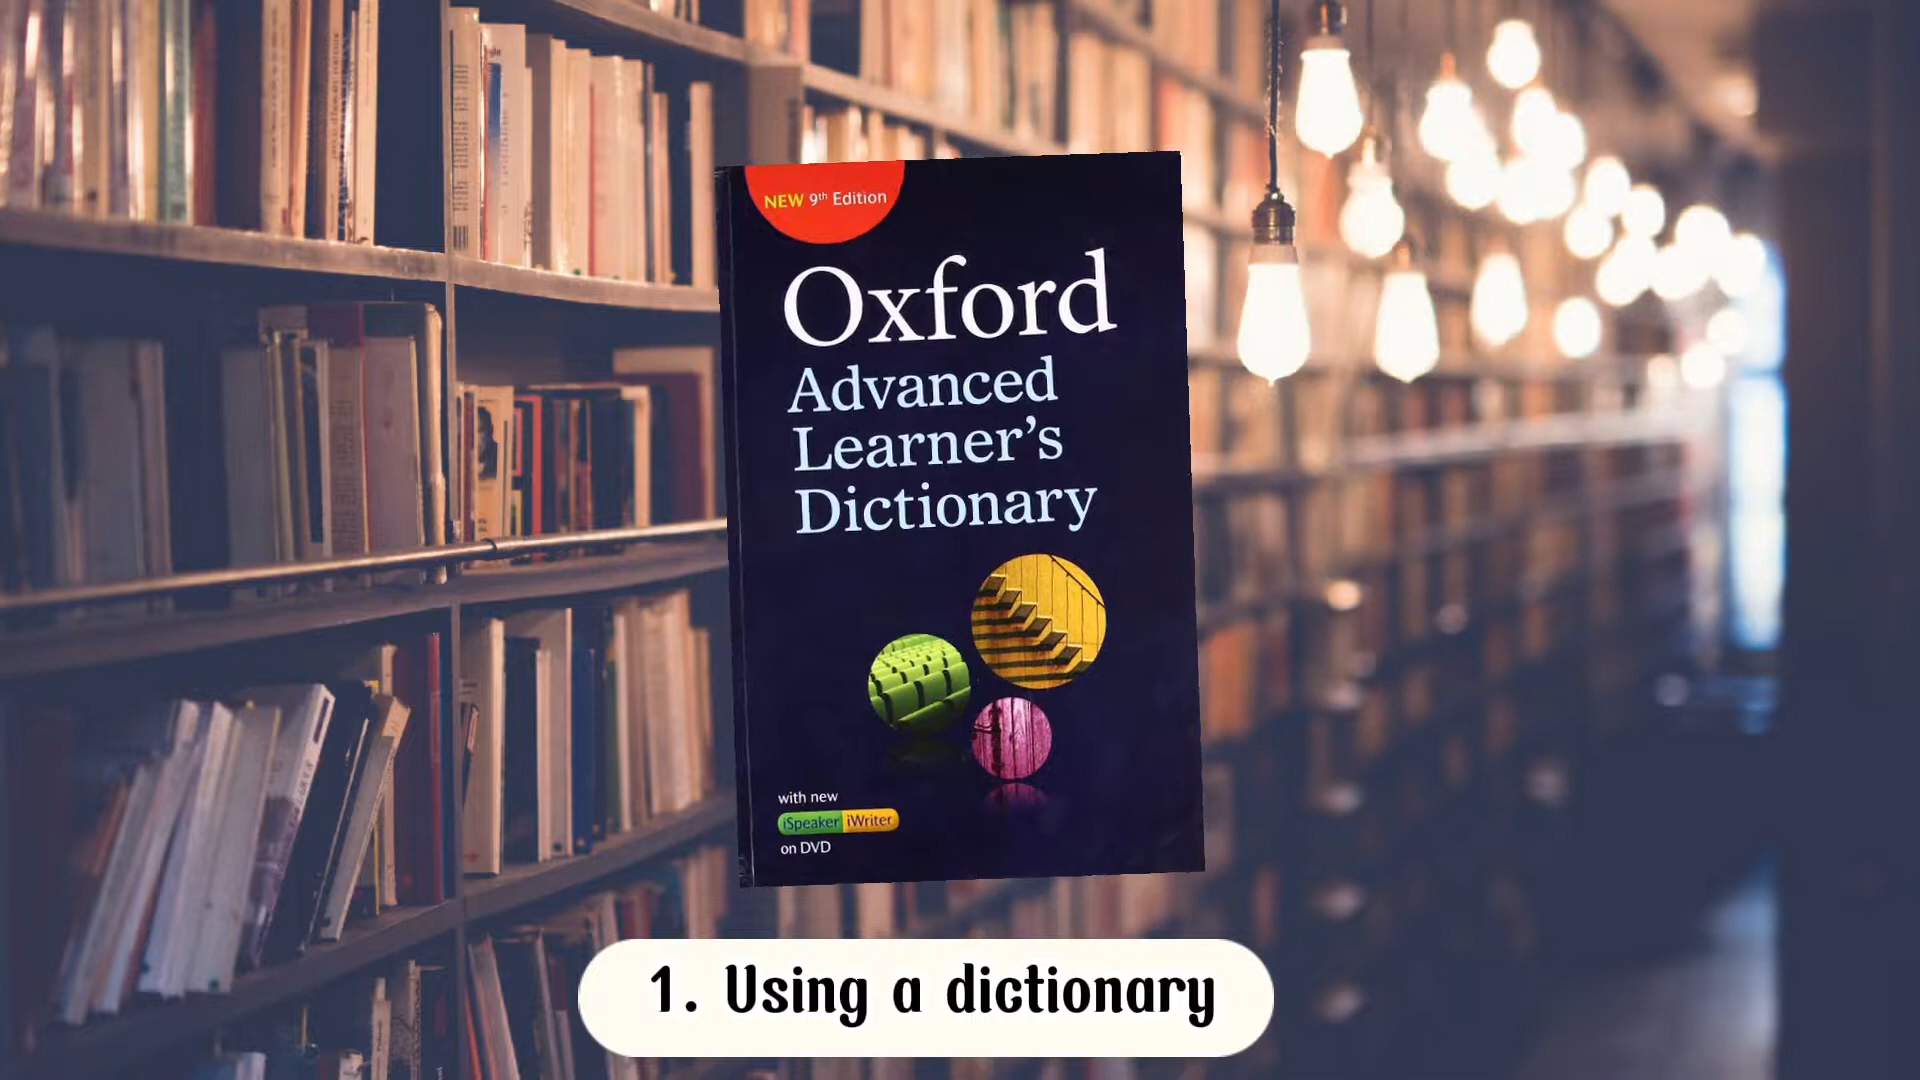 NEW 9th Edition
Oxford
Advanced
Learner's
Dictionary
with new
iSpeaker iWriter
on DVD
1. Using a dictionary